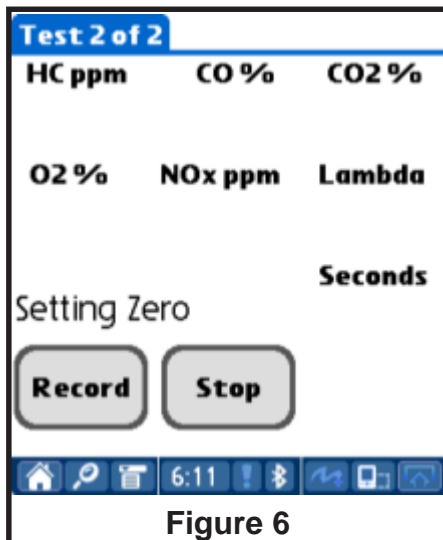 Test 2 of 2
HC ppm CO % CO2 %
O2 % NOx ppm Lambda
Seconds
Setting Zero
Record Stop
6:11
Figure 6